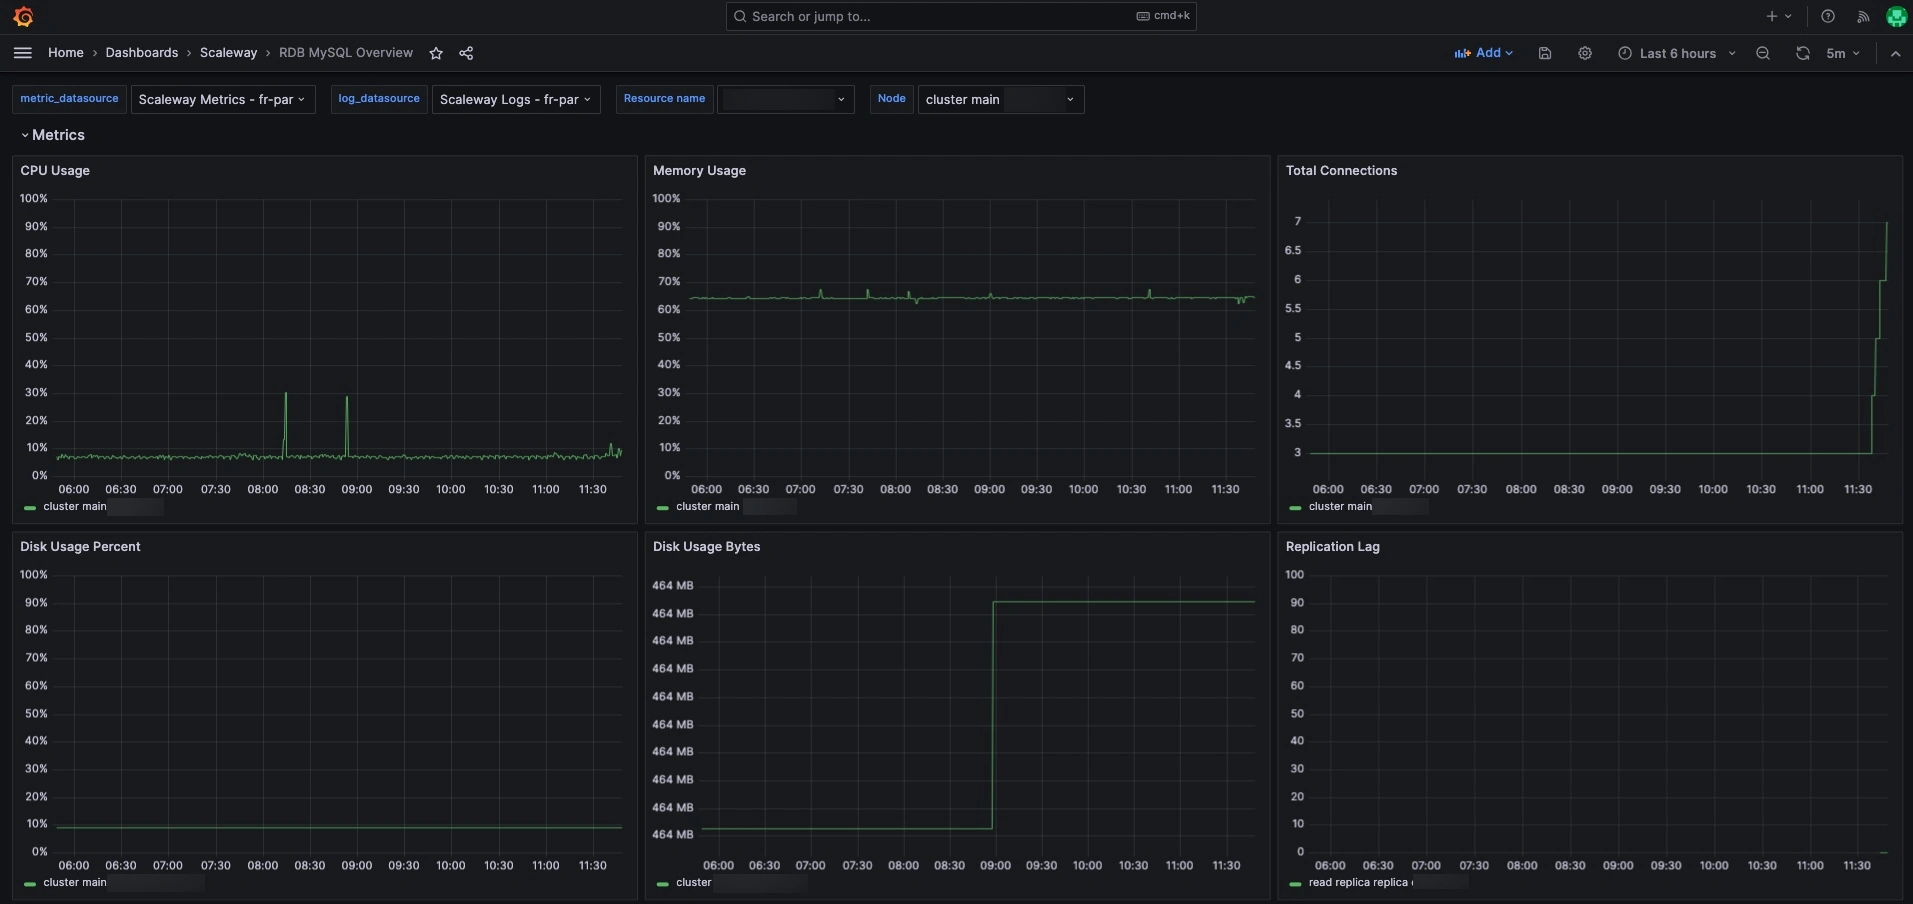 Search or jump to...
cmd+k
Home › Dashboards › Scaleway › RDB MySQL Overview
Add
Last 6 hours
5m
metric_datasource Scaleway Metrics - fr-par
log_datasource Scaleway Logs - fr-par
Resource name
Node cluster main
Metrics
CPU Usage
100%
90%
80%
70%
60%
50%
40%
30%
20%
10%
0%
06:00 06:30 07:00 07:30 08:00 08:30 09:00 09:30 10:00 10:30 11:00 11:30
cluster main
Memory Usage
100%
90%
80%
70%
60%
50%
40%
30%
20%
10%
0%
06:00 06:30 07:00 07:30 08:00 08:30 09:00 09:30 10:00 10:30 11:00 11:30
cluster main
Total Connections
7
6.5
6
5.5
5
4.5
4
3.5
3
06:00 06:30 07:00 07:30 08:00 08:30 09:00 09:30 10:00 10:30 11:00 11:30
cluster main
Disk Usage Percent
100%
90%
80%
70%
60%
50%
40%
30%
20%
10%
0%
06:00 06:30 07:00 07:30 08:00 08:30 09:00 09:30 10:00 10:30 11:00 11:30
cluster main
Disk Usage Bytes
464 MB
464 MB
464 MB
464 MB
464 MB
464 MB
464 MB
464 MB
464 MB
464 MB
06:00 06:30 07:00 07:30 08:00 08:30 09:00 09:30 10:00 10:30 11:00 11:30
cluster
Replication Lag
100
90
80
70
60
50
40
30
20
10
0
06:00 06:30 07:00 07:30 08:00 08:30 09:00 09:30 10:00 10:30 11:00 11:30
read replica replica